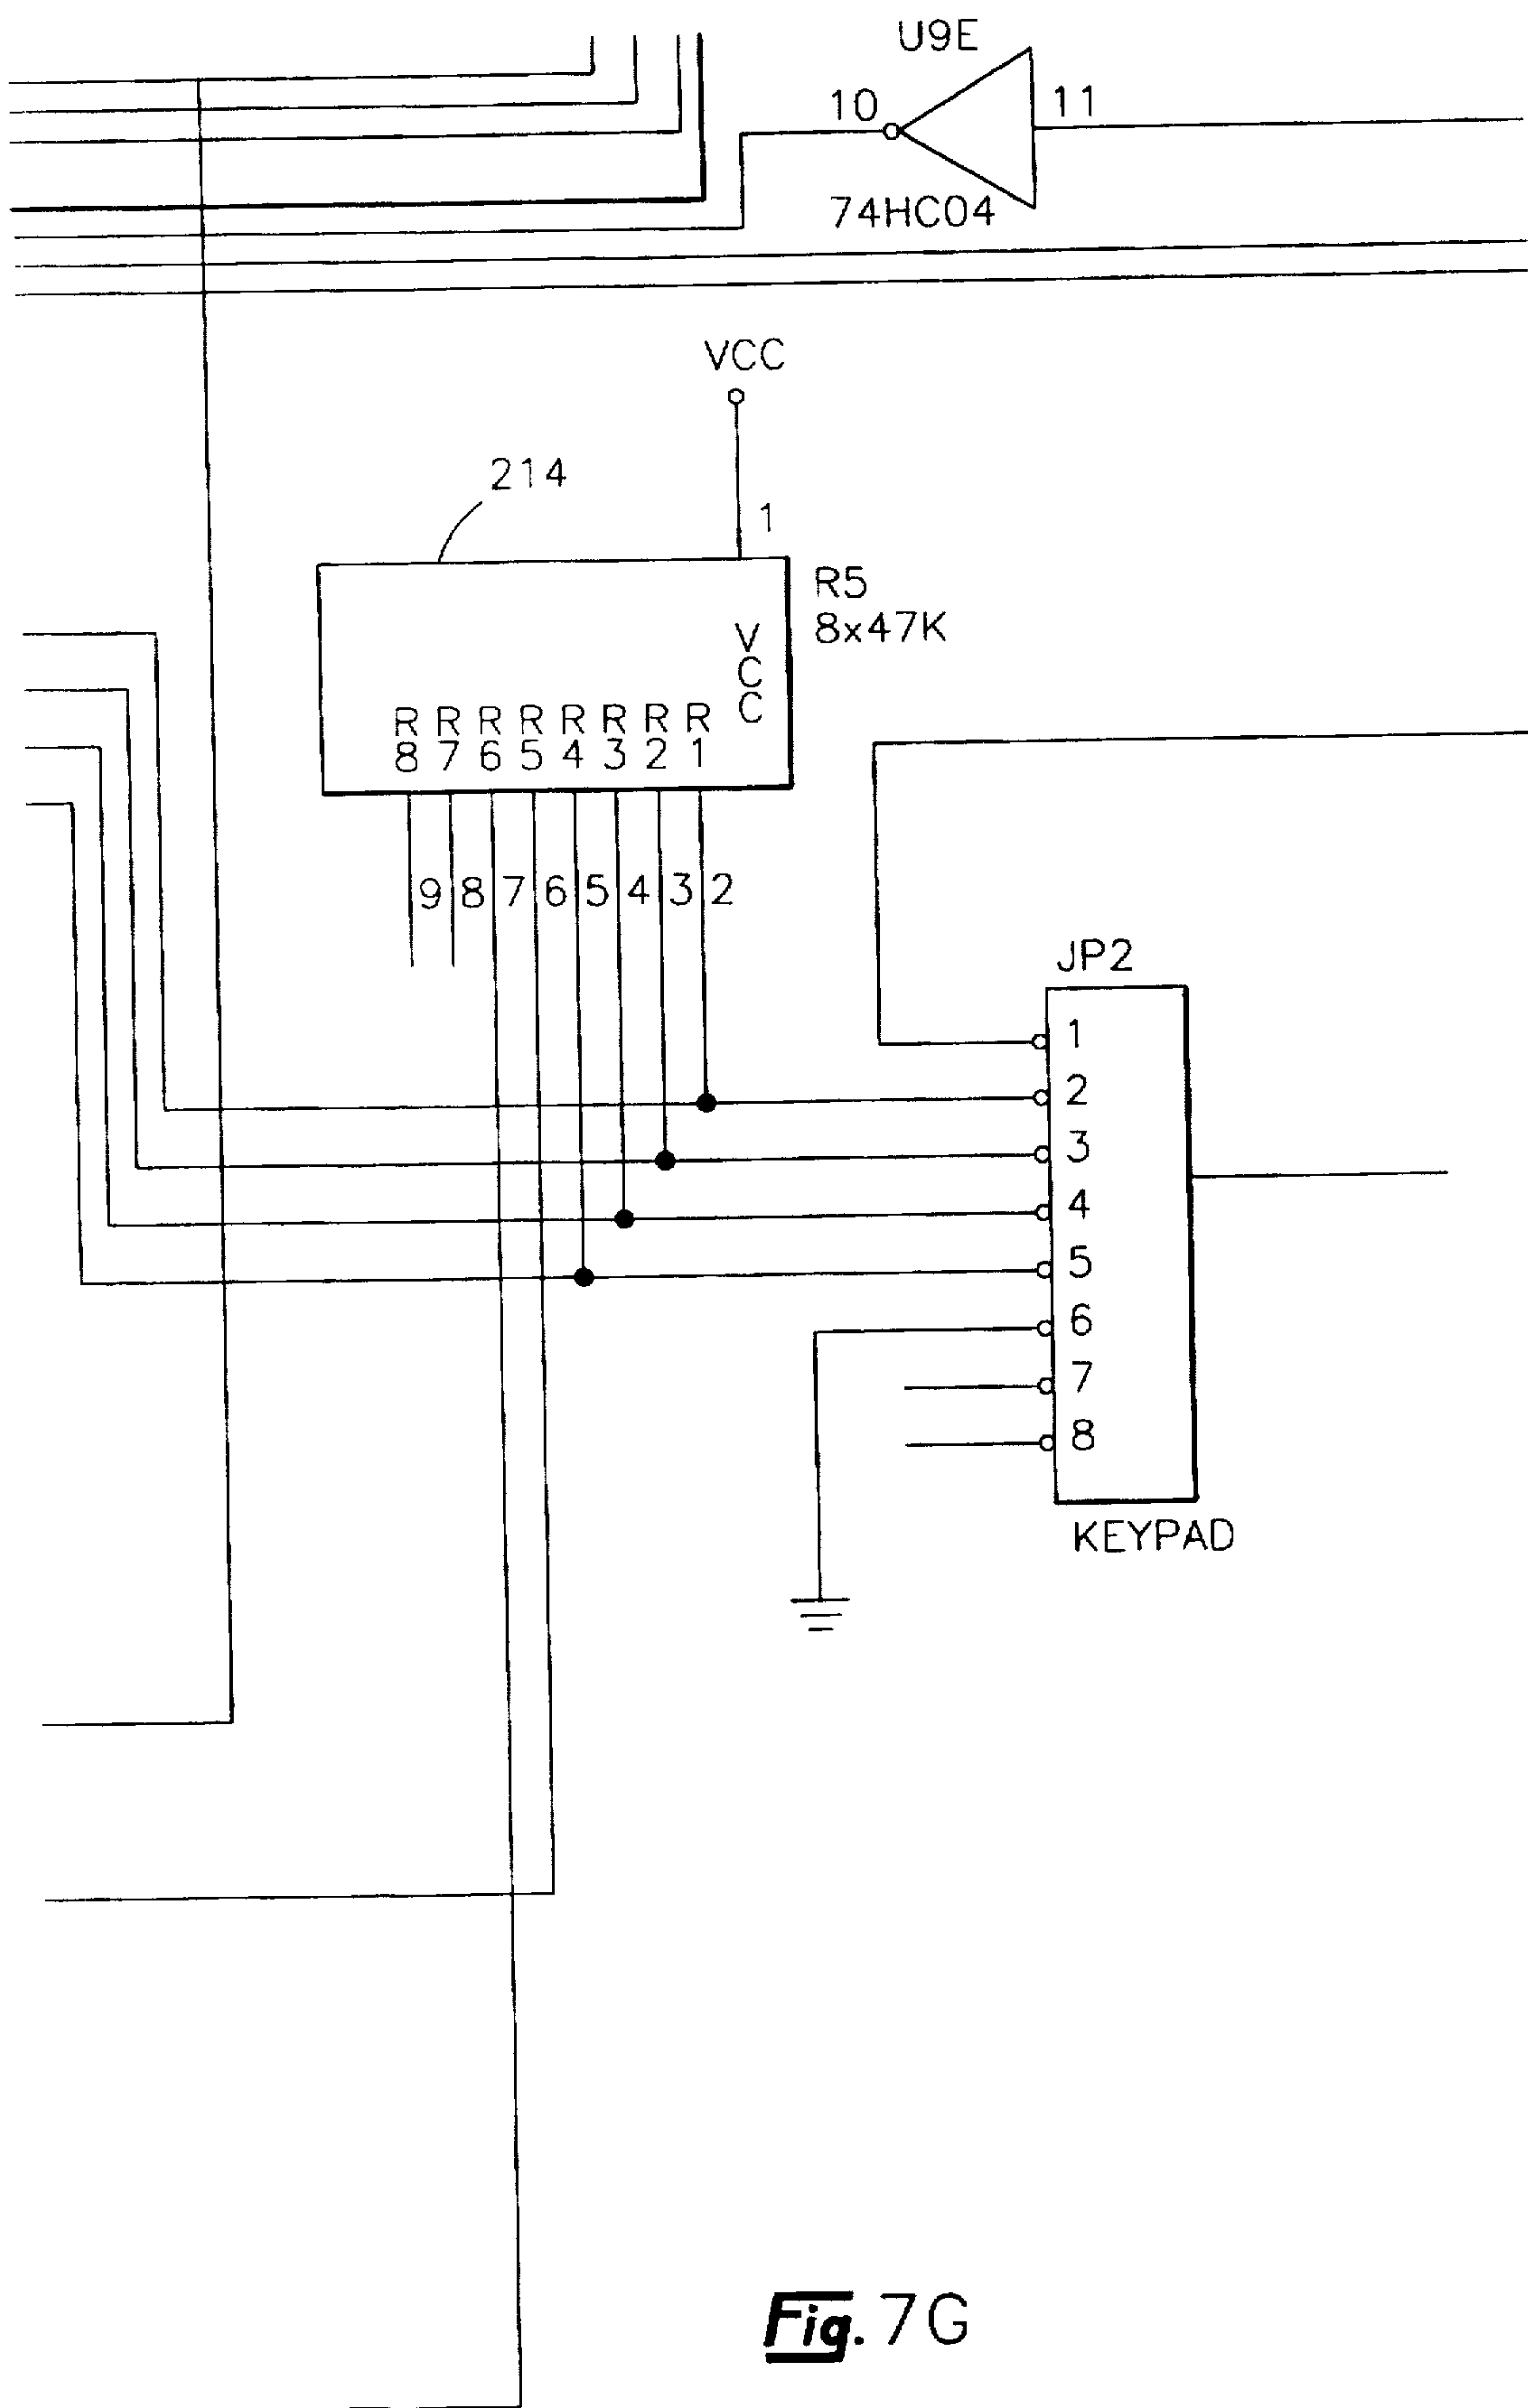 U9E
10
11
74HC04
VCC
214
1
R5
8x47K
V
C
C
R R R R R R R R
8 7 6 5 4 3 2 1
9 8 7 6 5 4 3 2
JP2
1
2
3
4
5
6
7
8
KEYPAD
Fig. 7G